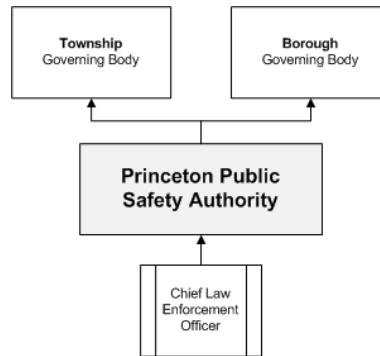 Township
Governing Body
Borough
Governing Body
Princeton Public
Safety Authority
Chief Law
Enforcement
Officer